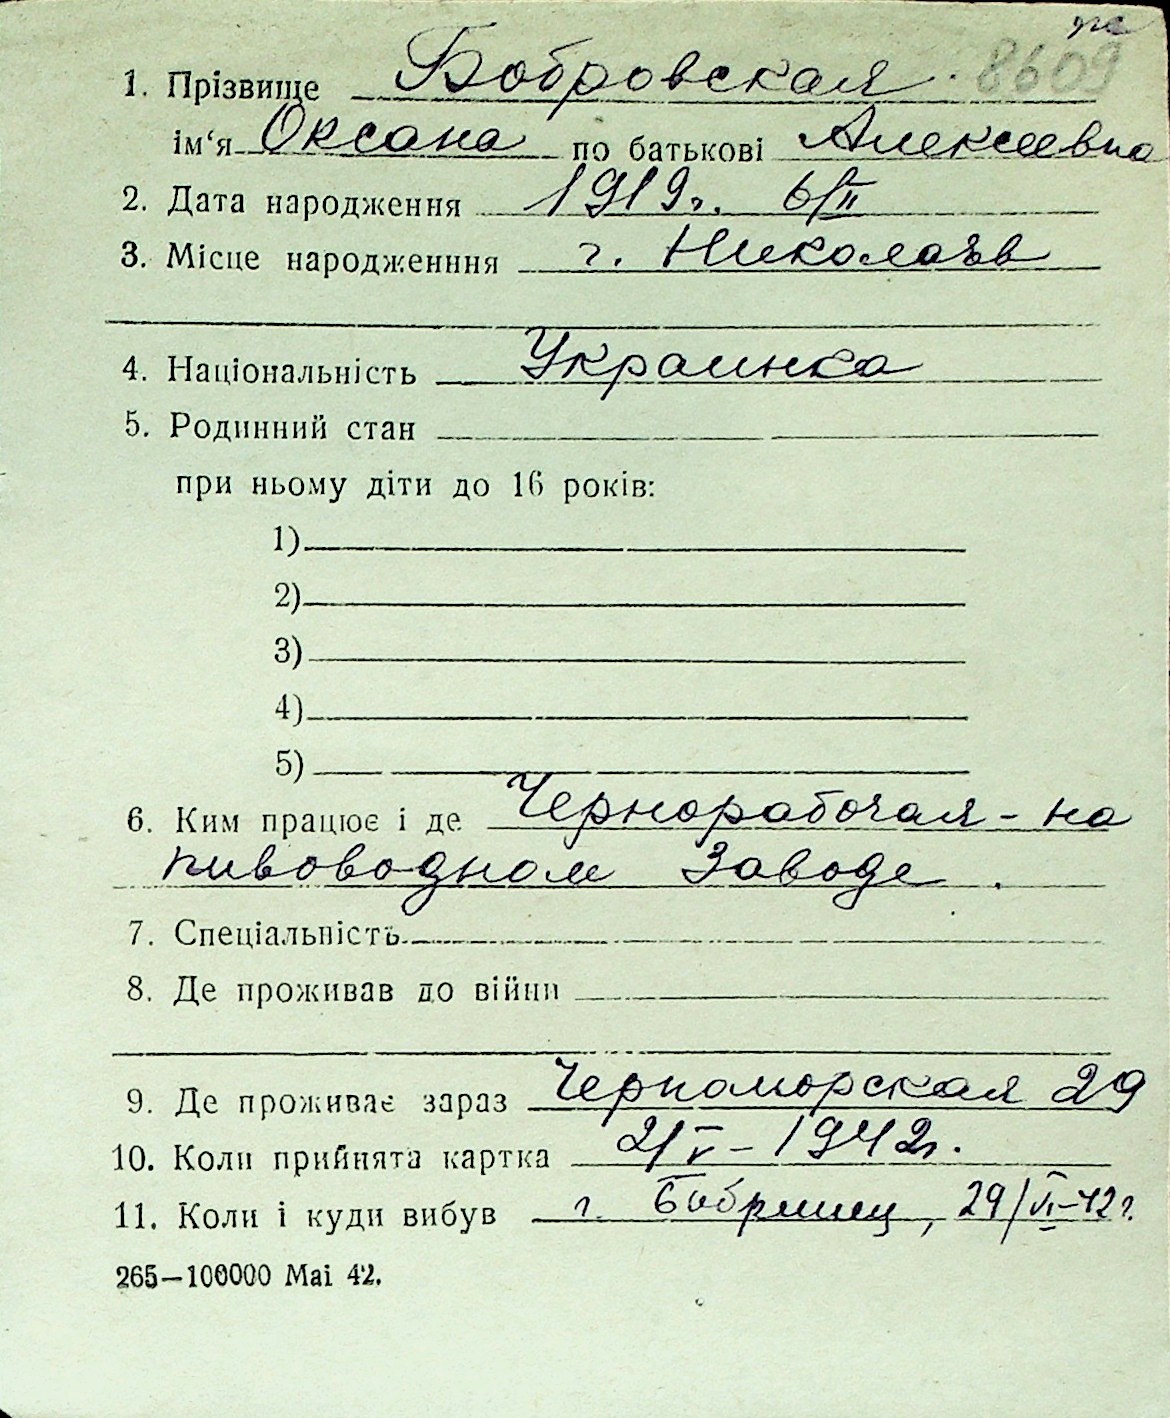 8609
1. Прізвище Бобровская
ім‘я Оксана по батькові Алексеевна
2. Дата народження 1919г. 6/II
3. Місце народженння г. Николаев
4. Національність Украинка
5. Родинний стан
при ньому діти до 16 років:
1)
2)
3)
4)
5)
6. Ким працює і де Чернорабочая - на
пивоводном Заводе.
7. Спеціальність
8. Де проживав до війни
9. Де проживає зараз Черноморская 29
10. Коли прийнята картка 2/V - 1942г.
11. Коли і куди вибув г. Бобринец, 29/VI-42г.
265—100000 Mai 42.